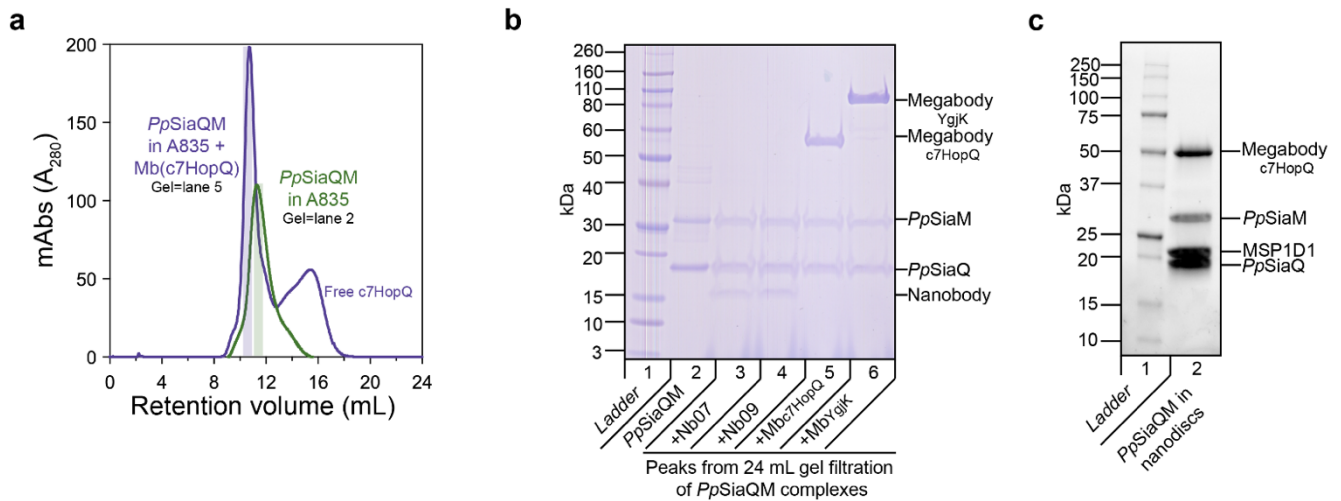 a
200
150
100
50
0
mAbs (A280)
PpSiaQM
in A835 +
Mb(c7HopQ)
Gel=lane 5
PpSiaQM
in A835
Gel=lane 2
Free c7HopQ
0 4 8 12 16 20 24
Retention volume (mL)
b
260
160
110
80
60
50
40
30
20
15
10
3
kDa
Megabody
YgjK
Megabody
c7HopQ
PpSiaM
PpSiaQ
Nanobody
1 2 3 4 5 6
Ladder
PpSiaQM
+Nb07
+Nb09
+Mbc7HopQ
+MbYgjK
Peaks from 24 mL gel filtration
of PpSiaQM complexes
c
250
150
100
75
50
37
25
20
15
10
kDa
Megabody
c7HopQ
PpSiaM
MSP1D1
PpSiaQ
1 2
Ladder
PpSiaQM in
nanodiscs